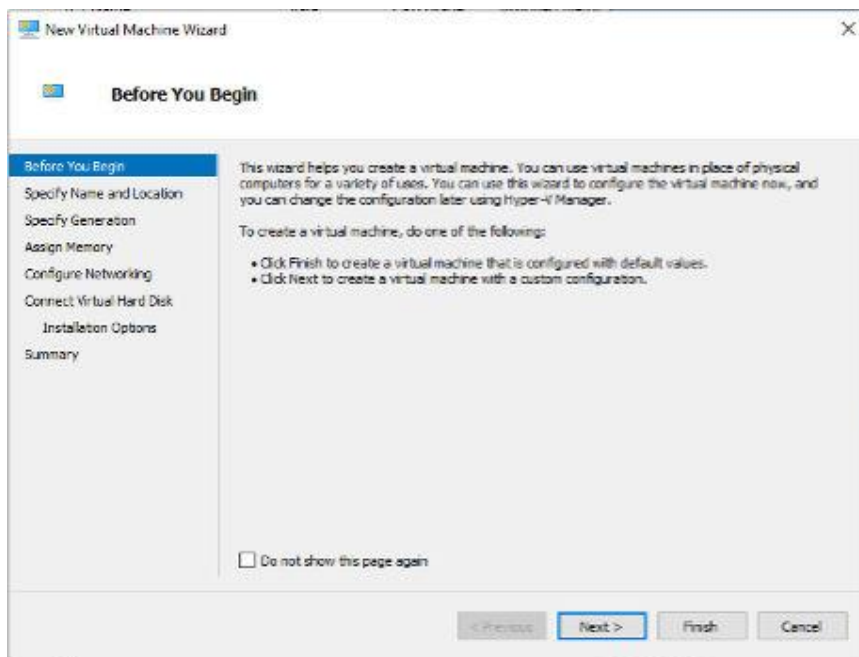 New Virtual Machine Wizard
Before You Begin
Before You Begin
Specify Name and Location
Specify Generation
Assign Memory
Configure Networking
Connect Virtual Hard Disk
Installation Options
Summary
This wizard helps you create a virtual machine. You can use virtual machines in place of physical
computers for a variety of uses. You can use this wizard to configure the virtual machine now, and
you can change the configuration later using Hyper-V Manager.
To create a virtual machine, do one of the following:
• Click Finish to create a virtual machine that is configured with default values.
• Click Next to create a virtual machine with a custom configuration.
Do not show this page again
< Previous Next > Finish Cancel